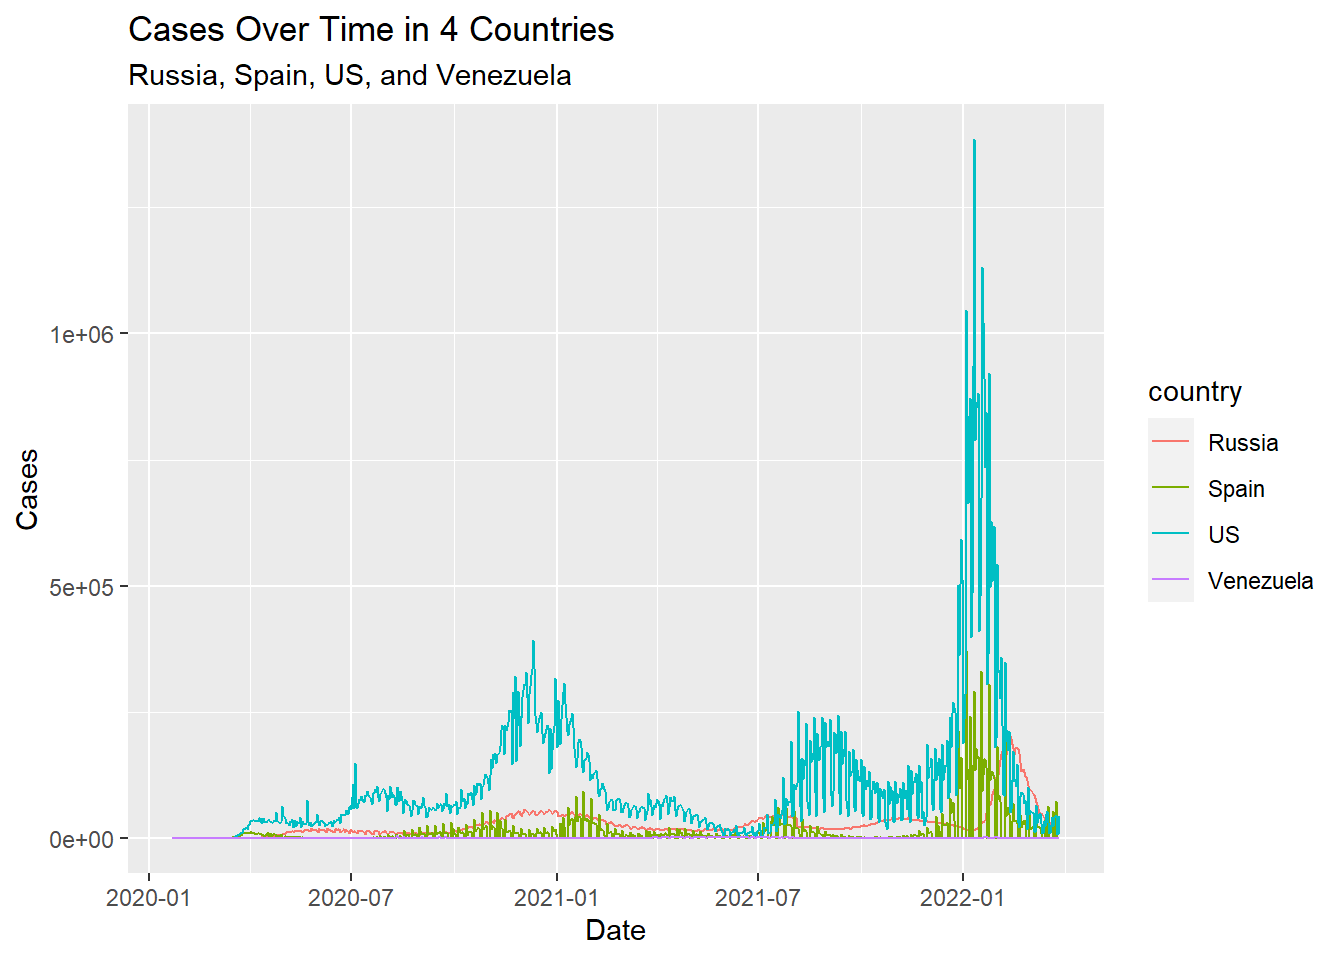 Cases Over Time in 4 Countries
Russia, Spain, US, and Venezuela
Cases
1e+06
5e+05
0e+00
2020-01
2020-07
2021-01
2021-07
2022-01
Date
country
Russia
Spain
US
Venezuela